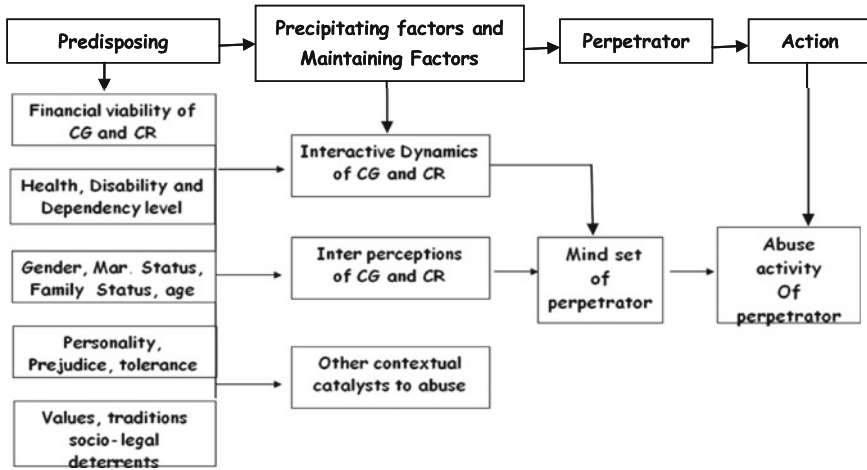 Predisposing
Precipitating factors and
Maintaining Factors
Perpetrator
Action
Financial viability of
CG and CR
Health, Disability and
Dependency level
Gender, Mar. Status,
Family Status, age
Personality,
Prejudice, tolerance
Values, traditions
socio-legal
deterrents
Interactive Dynamics
of CG and CR
Inter perceptions
of CG and CR
Other contextual
catalysts to abuse
Mind set
of
perpetrator
Abuse
activity
Of
perpetrator